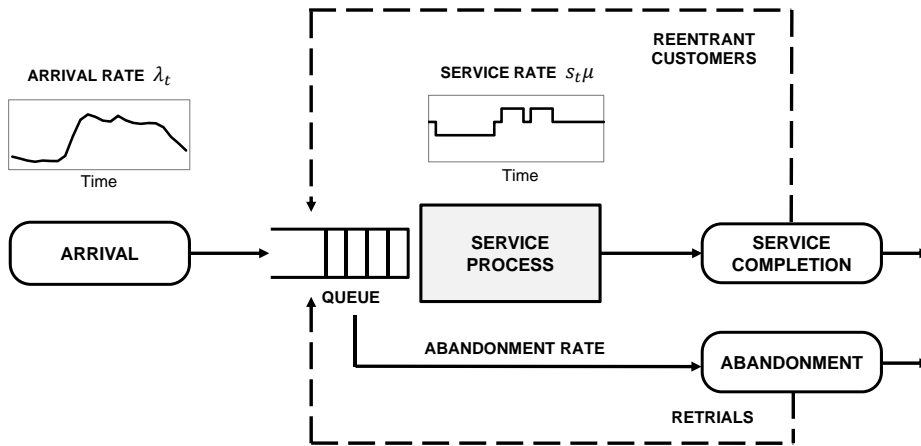 REENTRANT
CUSTOMERS
ARRIVAL RATE λt
SERVICE RATE stμ
Time
Time
ARRIVAL
SERVICE
PROCESS
SERVICE
COMPLETION
QUEUE
ABANDONMENT RATE
ABANDONMENT
RETRIALS